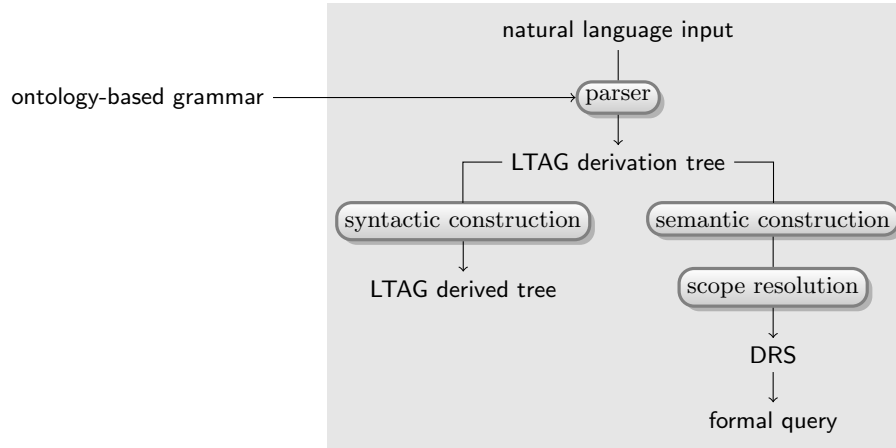 natural language input
ontology-based grammar
parser
LTAG derivation tree
syntactic construction
semantic construction
LTAG derived tree
scope resolution
DRS
formal query